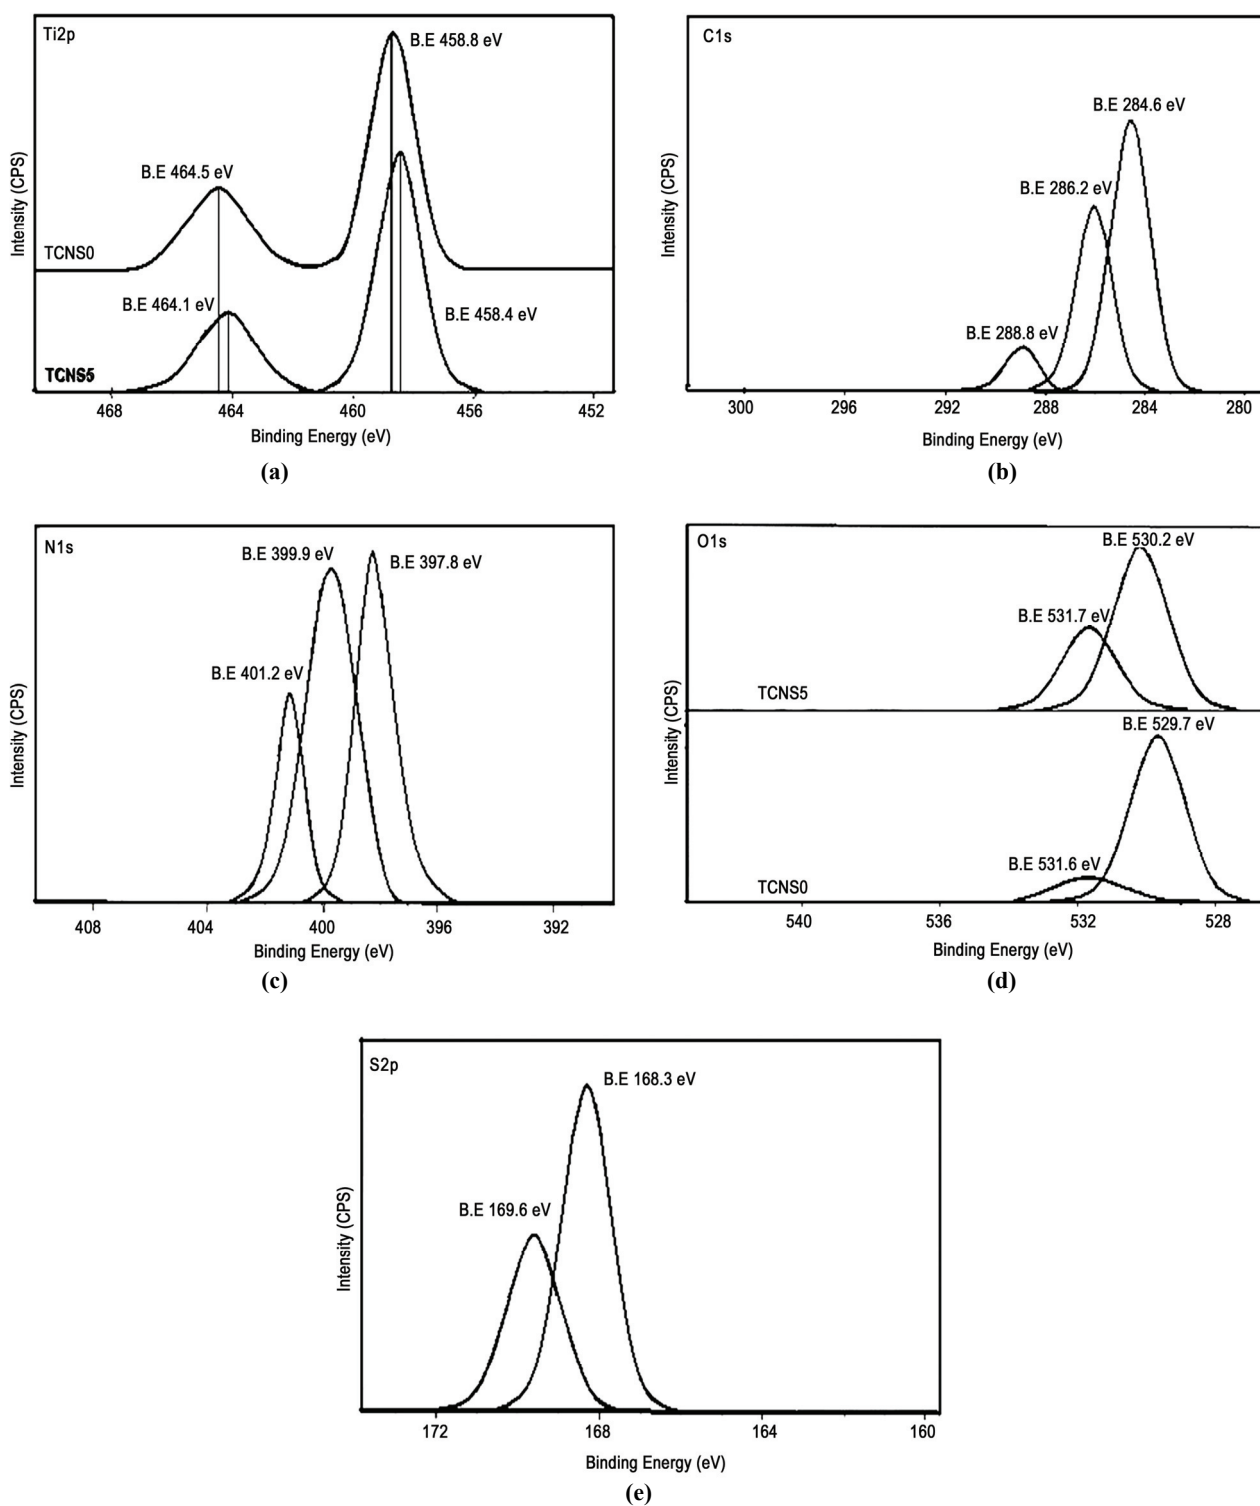 Ti2p
B.E 458.8 eV
B.E 464.5 eV
TCNS0
B.E 464.1 eV
B.E 458.4 eV
TCNS5
Intensity (CPS)
468 464 460 456 452
Binding Energy (eV)
(a)
C1s
B.E 284.6 eV
B.E 286.2 eV
B.E 288.8 eV
Intensity (CPS)
300 296 292 288 284 280
Binding Energy (eV)
(b)
N1s
B.E 399.9 eV
B.E 397.8 eV
B.E 401.2 eV
Intensity (CPS)
408 404 400 396 392
Binding Energy (eV)
(c)
O1s
B.E 530.2 eV
B.E 531.7 eV
TCNS5
B.E 529.7 eV
B.E 531.6 eV
TCNS0
Intensity (CPS)
540 536 532 528
Binding Energy (eV)
(d)
S2p
B.E 168.3 eV
B.E 169.6 eV
Intensity (CPS)
172 168 164 160
Binding Energy (eV)
(e)